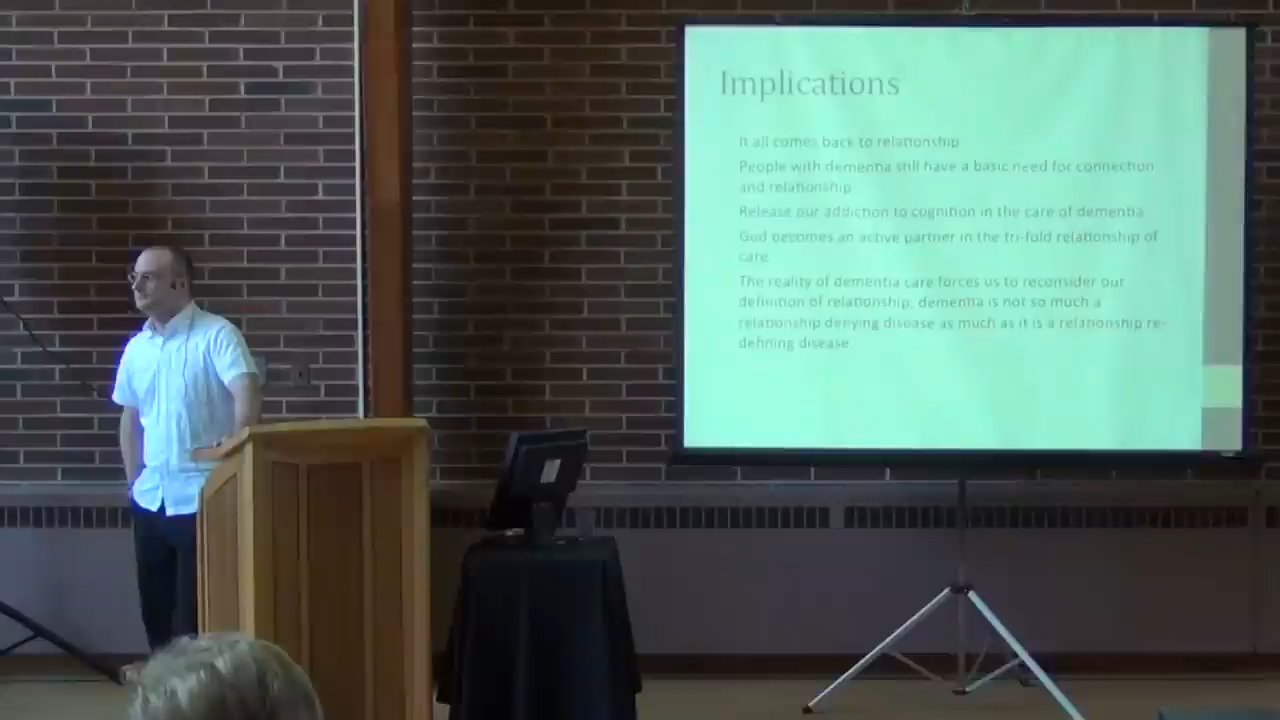 Implications
It all comes back to relationship
People with dementia still have a basic need for connection
and relationship
Release our addiction to cognition in the care of dementia
God becomes an active partner in the tri-fold relationship of
care
The reality of dementia care forces us to reconsider our
definition of relationship; dementia is not so much a
relationship denying disease as much as it is a relationship re-
defining disease